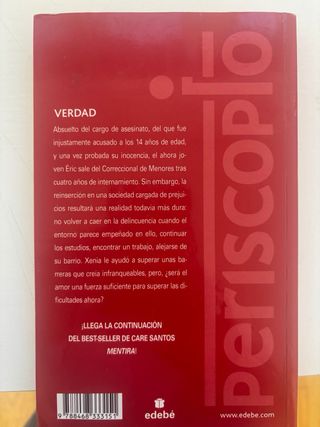 VERDAD
Absuelto del cargo de asesinato, del que fue
injustamente acusado a los 14 años de edad,
y una vez probada su inocencia, el ahora jo-
ven Éric sale del Correccional de Menores tras
cuatro años de internamiento. Sin embargo, la
reinserción en una sociedad cargada de prejui-
cios resultará una realidad todavía más dura:
no volver a caer en la delincuencia cuando el
entorno parece empeñado en ello, continuar
los estudios, encontrar un trabajo, alejarse de
su barrio. Xenia le ayudó a superar unas ba-
rreras que creía infranqueables, pero, ¿será el
amor una fuerza suficiente para superar las di-
ficultades ahora?
¡LLEGA LA CONTINUACIÓN
DEL BEST-SELLER DE CARE SANTOS
MENTIRA!
9 788468 333151
edebé
www.edebe.com
periscopio